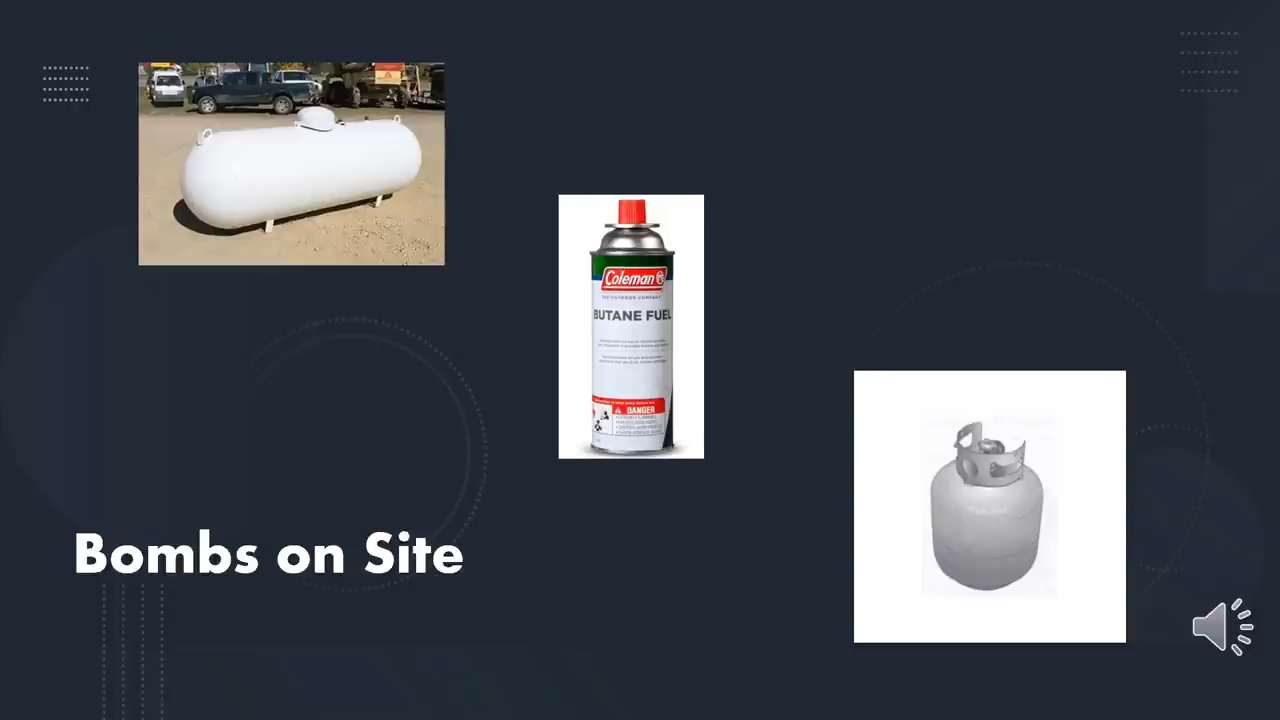 Coleman
THE OUTDOOR COMPANY
BUTANE FUEL
DANGER
Bombs on Site